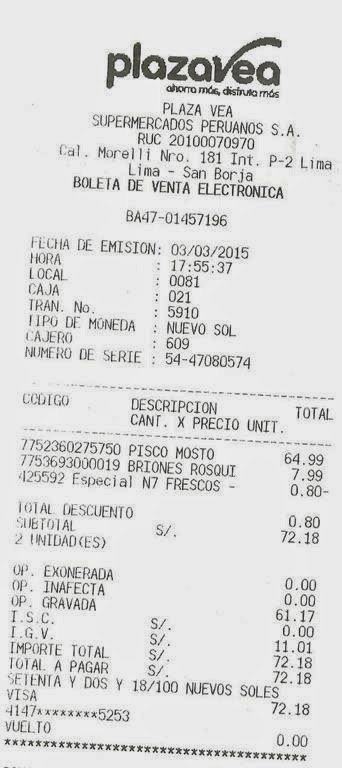 plazavea
ahorra más, disfruta más
PLAZA VEA
SUPERMERCADOS PERUANOS S.A.
RUC 20100070970
Cal. Morelli Nro. 181 Int. P-2 Lima
Lima - San Borja
BOLETA DE VENTA ELECTRONICA
BA47-01457196
FECHA DE EMISION: 03/03/2015
HORA : 17:55:37
LOCAL : 0081
CAJA : 021
TRAN. No. : 5910
TIPO DE MONEDA : NUEVO SOL
CAJERO : 609
NUMERO DE SERIE : 54-47080574
CODIGO DESCRIPCION TOTAL
CANT. X PRECIO UNIT.
7752360275750 PISCO MOSTO 64.99
7753693000019 BRIONES ROSQUI 7.99
425592 Especial N7 FRESCOS - 0.80-
TOTAL DESCUENTO 0.80
SUBTOTAL S/. 72.18
2 UNIDAD(ES)
OP. EXONERADA 0.00
OP. INAFECTA 0.00
OP. GRAVADA S/. 61.17
I.S.C. S/. 0.00
I.G.V. S/. 11.01
IMPORTE TOTAL S/. 72.18
TOTAL A PAGAR S/. 72.18
SETENTA Y DOS Y 18/100 NUEVOS SOLES
VISA 72.18
4147********5253
VUELTO 0.00
**************************************